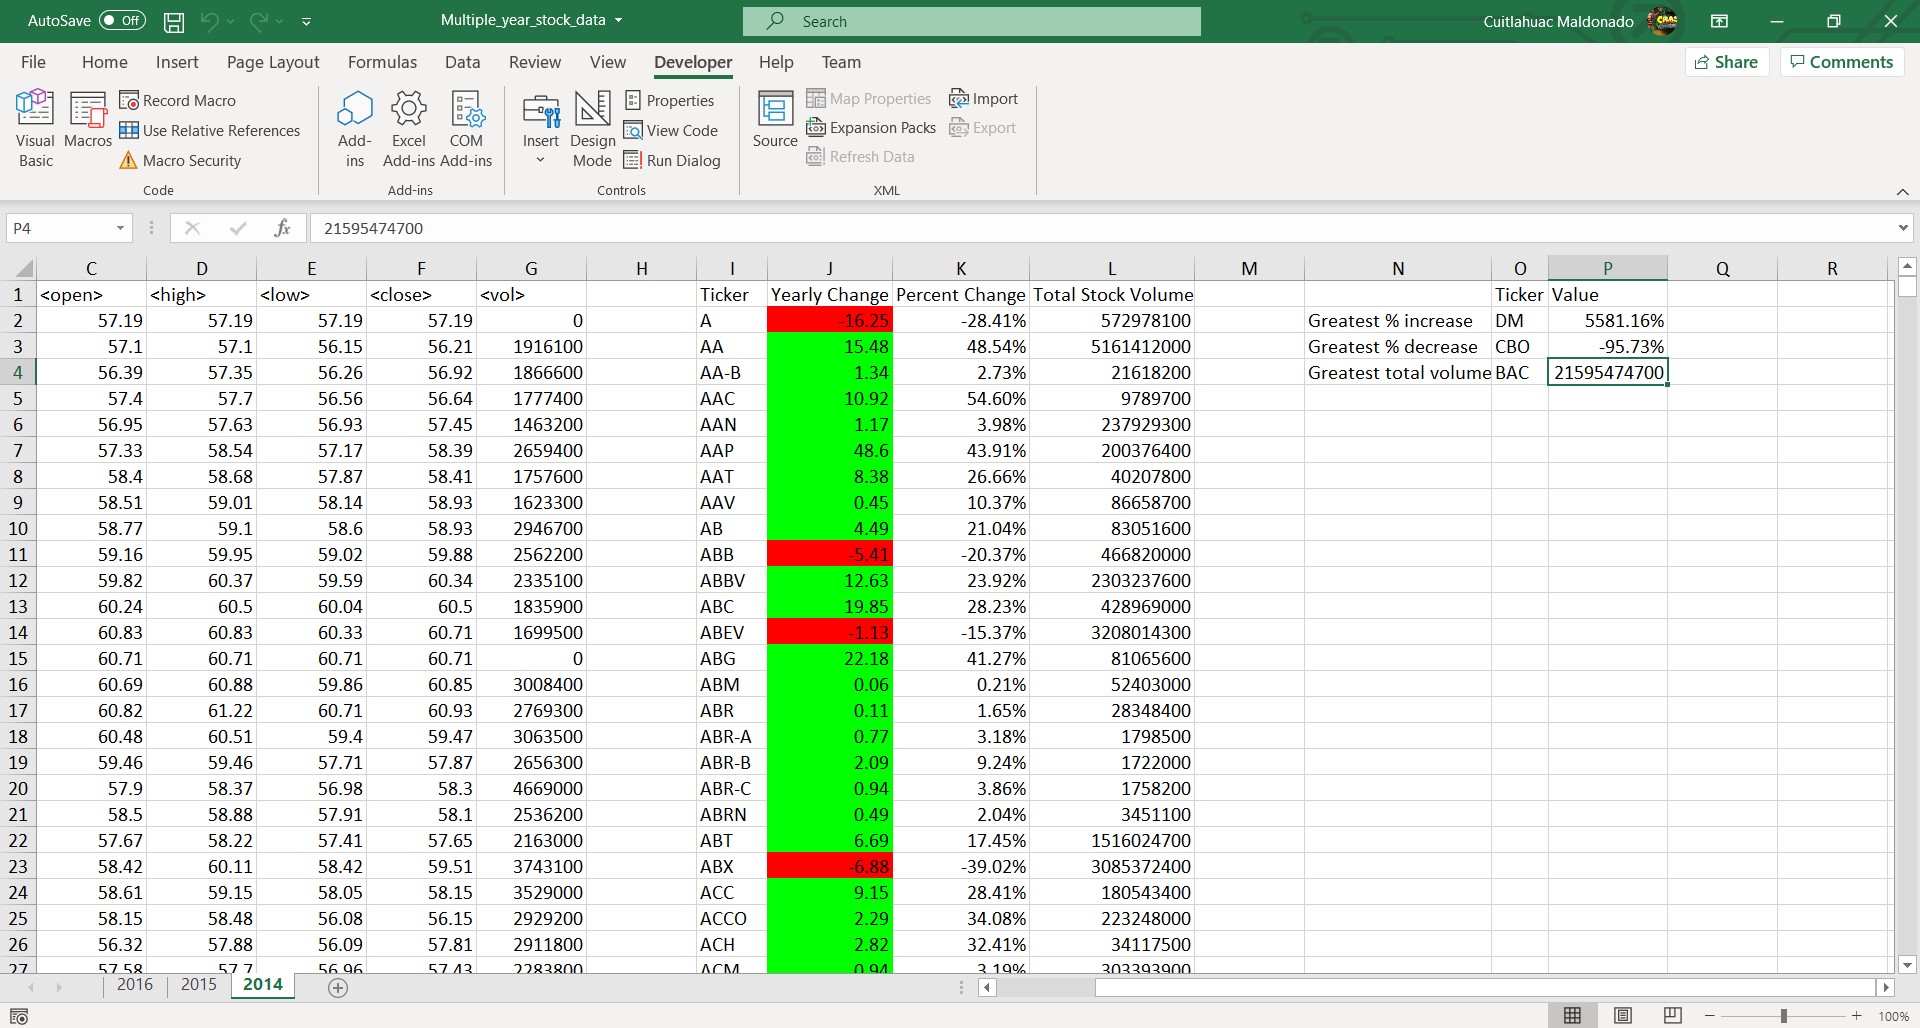 AutoSave Off Multiple_year_stock_data Search Cuitlahuac Maldonado
File Home Insert Page Layout Formulas Data Review View Developer Help Team Share Comments
Visual Basic
Macros
Record Macro
Use Relative References
Macro Security
Code
Add-ins
Excel Add-ins
COM Add-ins
Add-ins
Insert
Design Mode
Properties
View Code
Run Dialog
Controls
Source
Map Properties
Expansion Packs
Refresh Data
Import
Export
XML
P4 fx 21595474700
C D E F G H I J K L M N O P Q R
1 <open> <high> <low> <close> <vol> Ticker Yearly Change Percent Change Total Stock Volume Ticker Value
2 57.19 57.19 57.19 57.19 0 A -16.25 -28.41% 572978100 Greatest % increase DM 5581.16%
3 57.1 57.1 56.15 56.21 1916100 AA 15.48 48.54% 5161412000 Greatest % decrease CBO -95.73%
4 56.39 57.35 56.26 56.92 1866600 AA-B 1.34 2.73% 21618200 Greatest total volume BAC 21595474700
5 57.4 57.7 56.56 56.64 1777400 AAC 10.92 54.60% 9789700
6 56.95 57.63 56.93 57.45 1463200 AAN 1.17 3.98% 237929300
7 57.33 58.54 57.17 58.39 2659400 AAP 48.6 43.91% 200376400
8 58.4 58.68 57.87 58.41 1757600 AAT 8.38 26.66% 40207800
9 58.51 59.01 58.14 58.93 1623300 AAV 0.45 10.37% 86658700
10 58.77 59.1 58.6 58.93 2946700 AB 4.49 21.04% 83051600
11 59.16 59.95 59.02 59.88 2562200 ABB -5.41 -20.37% 466820000
12 59.82 60.37 59.59 60.34 2335100 ABBV 12.63 23.92% 2303237600
13 60.24 60.5 60.04 60.5 1835900 ABC 19.85 28.23% 428969000
14 60.83 60.83 60.33 60.71 1699500 ABEV -1.13 -15.37% 3208014300
15 60.71 60.71 60.71 60.71 0 ABG 22.18 41.27% 81065600
16 60.69 60.88 59.86 60.85 3008400 ABM 0.06 0.21% 52403000
17 60.82 61.22 60.71 60.93 2769300 ABR 0.11 1.65% 28348400
18 60.48 60.51 59.4 59.47 3063500 ABR-A 0.77 3.18% 1798500
19 59.46 59.46 57.71 57.87 2656300 ABR-B 2.09 9.24% 1722000
20 57.9 58.37 56.98 58.3 4669000 ABR-C 0.94 3.86% 1758200
21 58.5 58.88 57.91 58.1 2536200 ABRN 0.49 2.04% 3451100
22 57.67 58.22 57.41 57.65 2163000 ABT 6.69 17.45% 1516024700
23 58.42 60.11 58.42 59.51 3743100 ABX -6.88 -39.02% 3085372400
24 58.61 59.15 58.05 58.15 3529000 ACC 9.15 28.41% 180543400
25 58.15 58.48 56.08 56.15 2929200 ACCO 2.29 34.08% 223248000
26 56.32 57.88 56.09 57.81 2911800 ACH 2.82 32.41% 34117500
27 57.58 57.7 56.96 57.43 2283800 ACM 0.94 3.19% 303393900
2016 2015 2014
100%